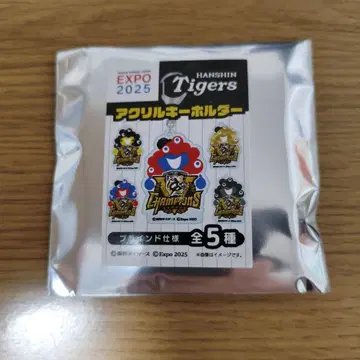 EXPO
2025
HANSHIN
Tigers
アクリルキーホルダー
CHAMPIONS
ブラインド仕様
全5種
©阪神タイガース ©Expo 2025
※画像はイメージです。